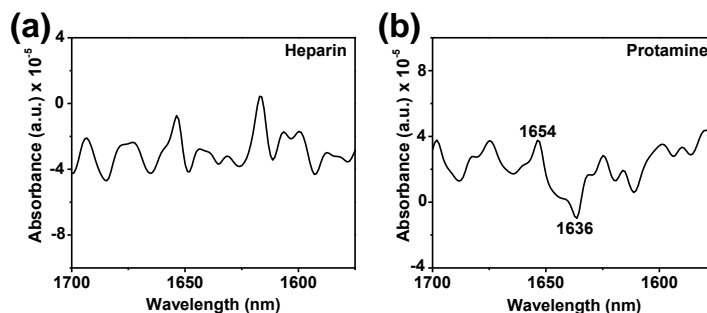 (a)
Heparin
Absorbance (a.u.) x 10⁻⁵
4
0
-4
-8
1700
1650
1600
Wavelength (nm)
(b)
Protamine
Absorbance (a.u.) x 10⁻⁵
8
4
0
-4
1654
1636
1700
1650
1600
Wavelength (nm)